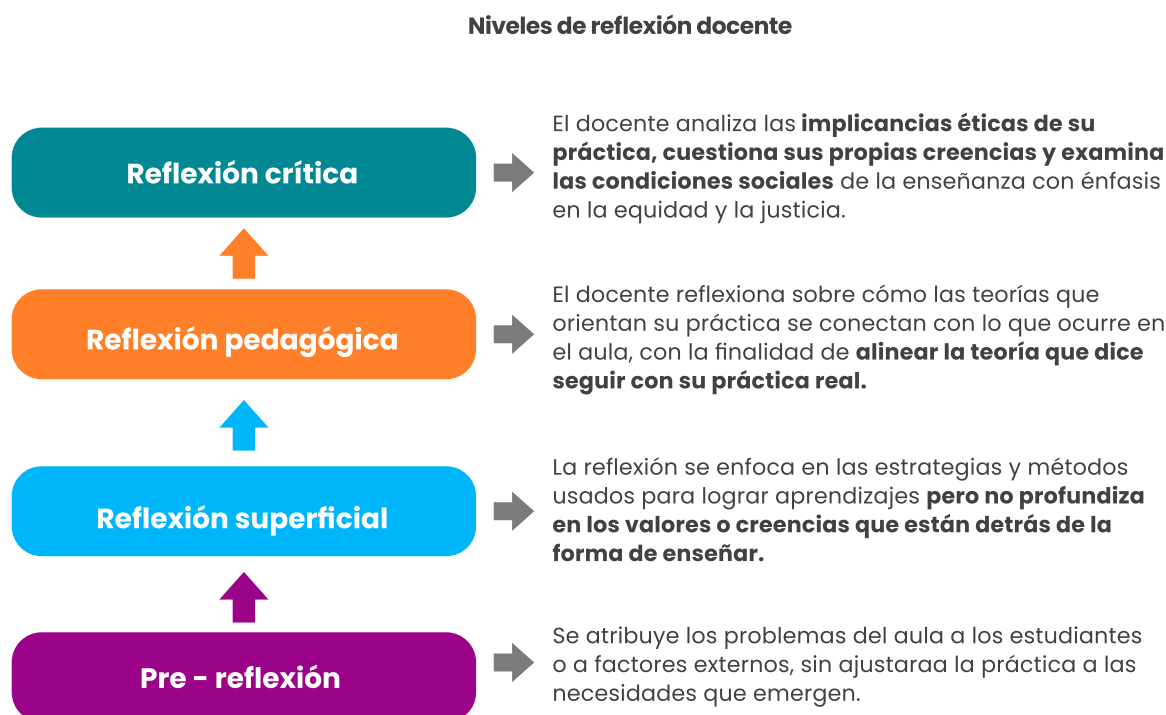 Niveles de reflexión docente
Reflexión crítica
El docente analiza las implicancias éticas de su
práctica, cuestiona sus propias creencias y examina
las condiciones sociales de la enseñanza con énfasis
en la equidad y la justicia.
Reflexión pedagógica
El docente reflexiona sobre cómo las teorías que
orientan su práctica se conectan con lo que ocurre en
el aula, con la finalidad de alinear la teoría que dice
seguir con su práctica real.
Reflexión superficial
La reflexión se enfoca en las estrategias y métodos
usados para lograr aprendizajes pero no profundiza
en los valores o creencias que están detrás de la
forma de enseñar.
Pre - reflexión
Se atribuye los problemas del aula a los estudiantes
o a factores externos, sin ajustaraa la práctica a las
necesidades que emergen.